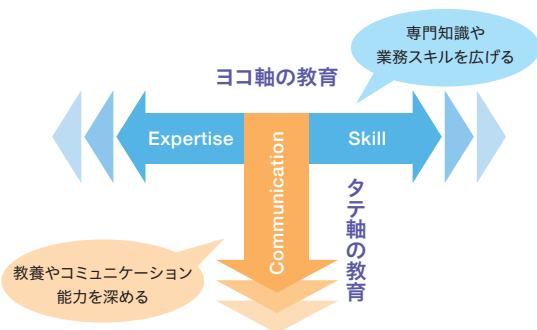 専門知識や
業務スキルを広げる
ヨコ軸の教育
Expertise
Communication
Skill
タテ軸の教育
教養やコミュニケーション
能力を深める